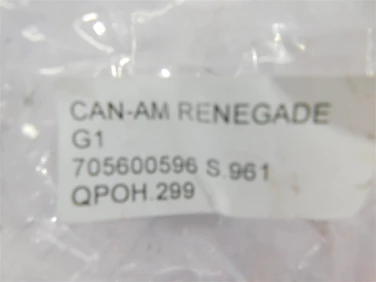 CAN-AM RENEGADE
G1
705600596 S.961
QPOH.299